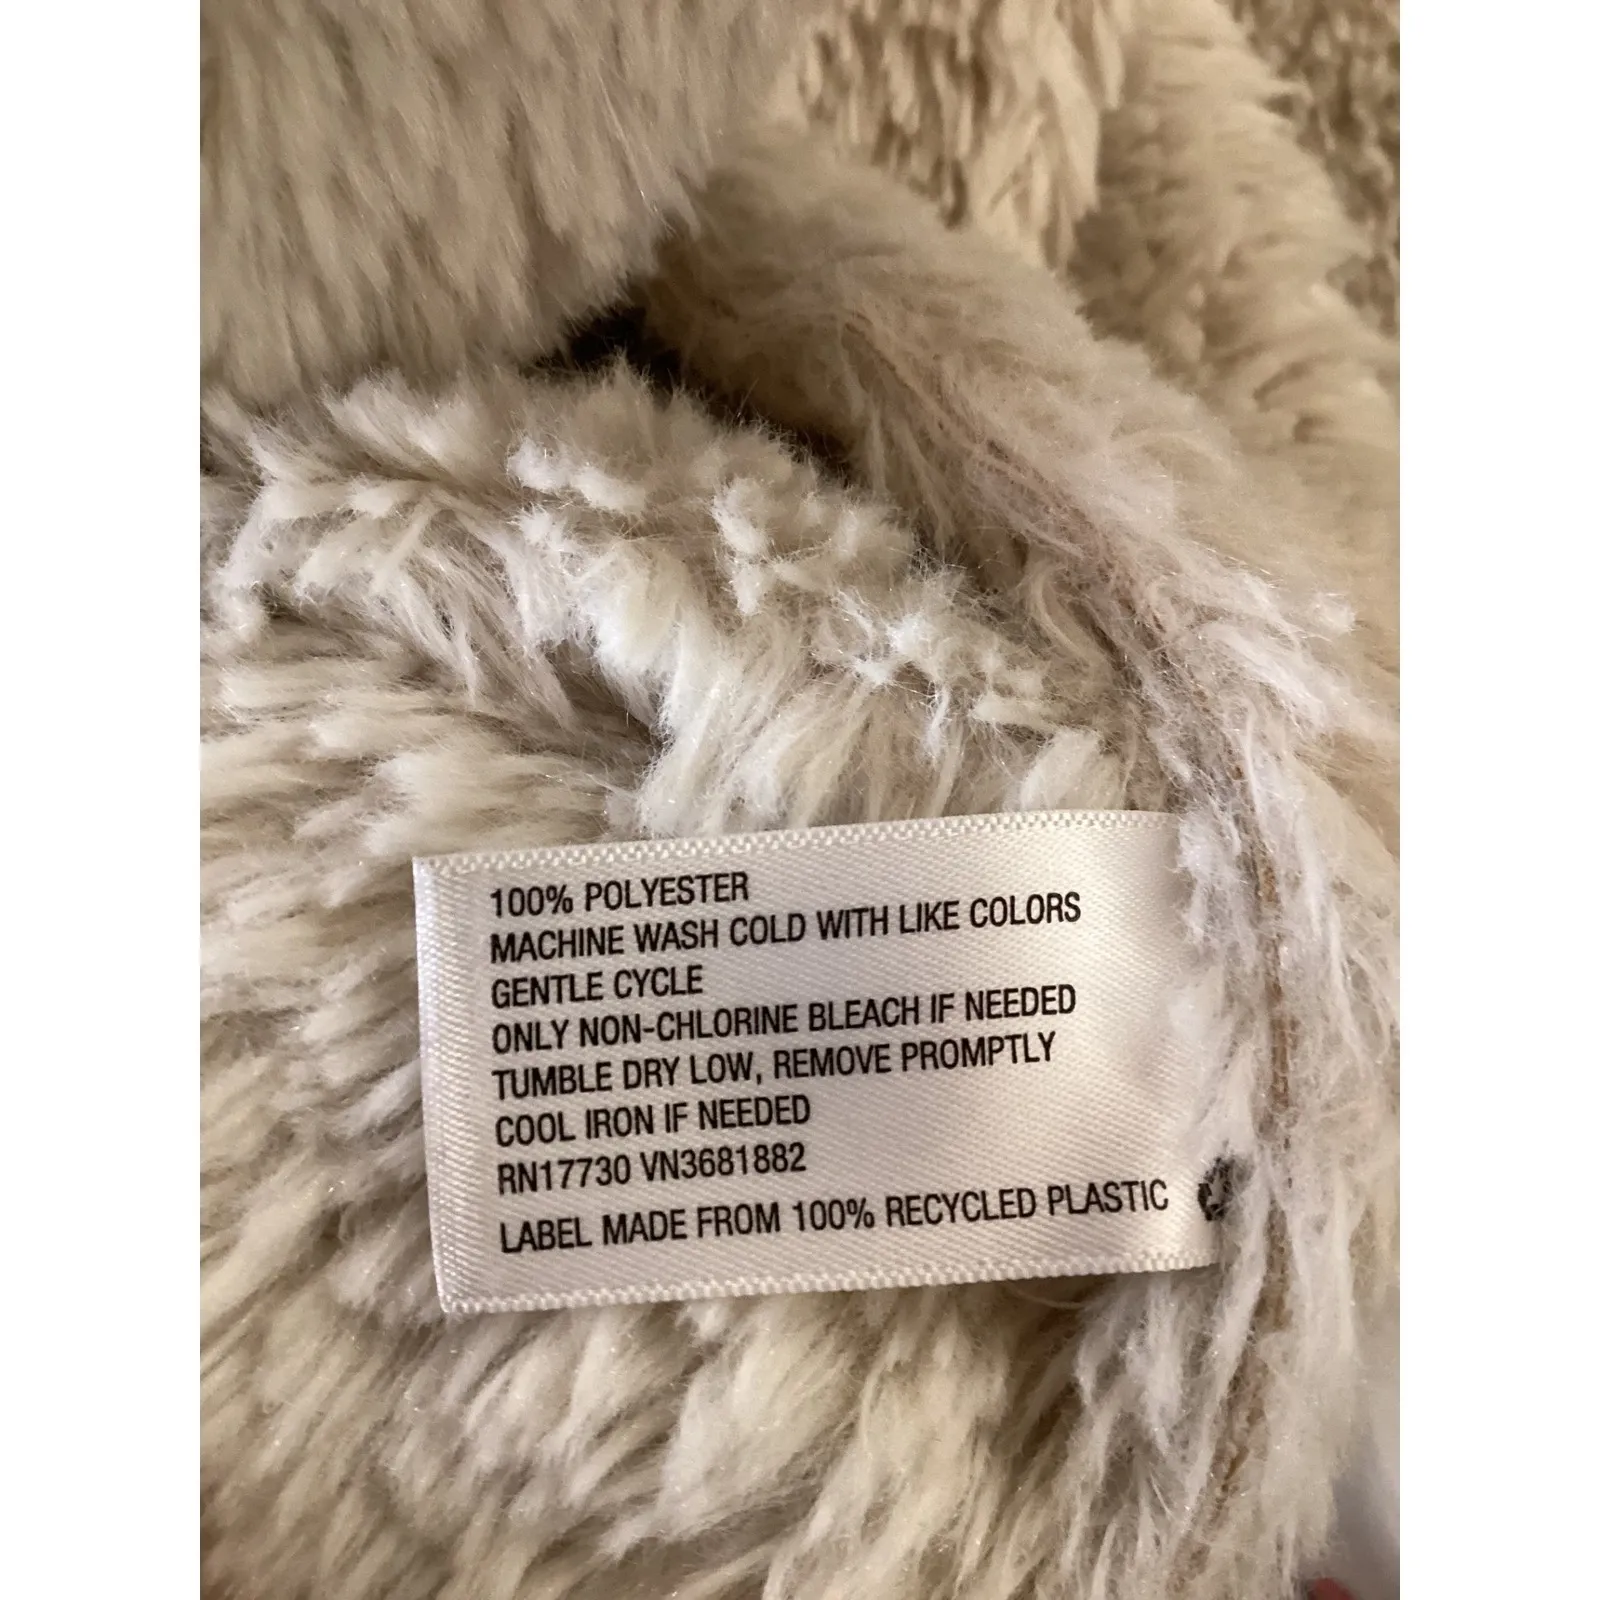 100% POLYESTER
MACHINE WASH COLD WITH LIKE COLORS
GENTLE CYCLE
ONLY NON-CHLORINE BLEACH IF NEEDED
TUMBLE DRY LOW, REMOVE PROMPTLY
COOL IRON IF NEEDED
RN17730 VN3681882
LABEL MADE FROM 100% RECYCLED PLASTIC